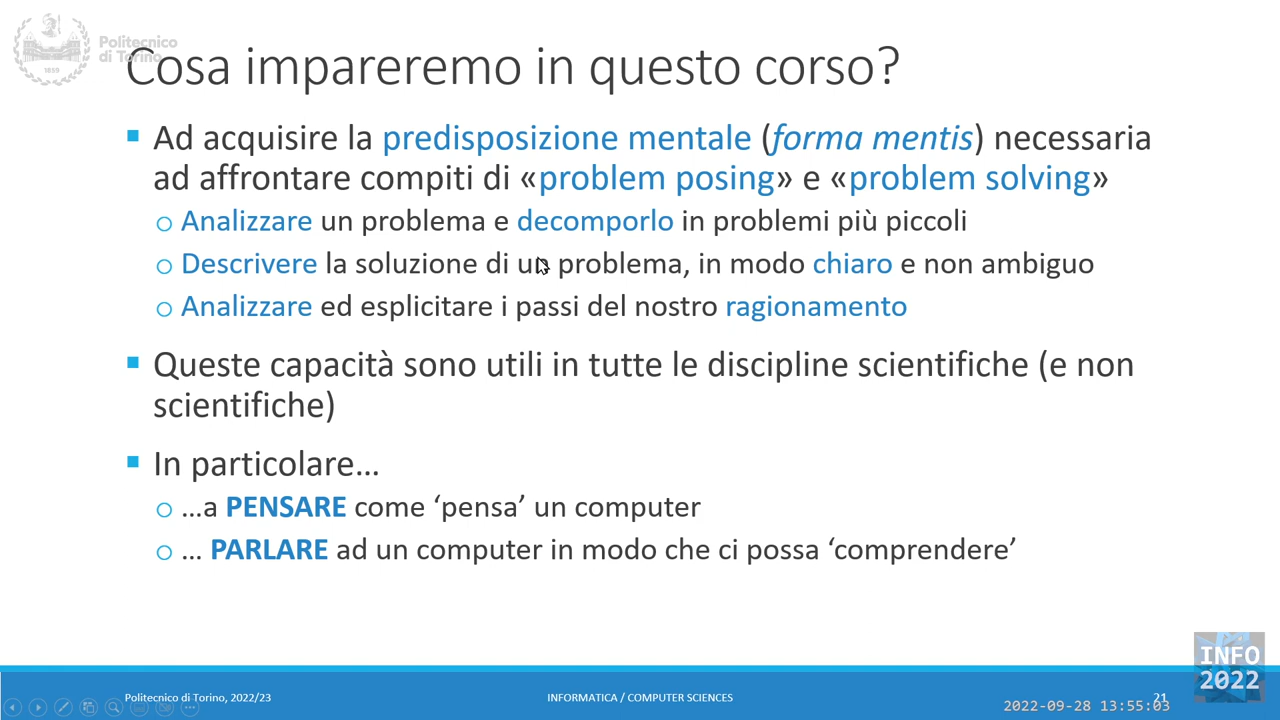 Politecnico
di Torino
1859
Cosa impareremo in questo corso?
Ad acquisire la predisposizione mentale (forma mentis) necessaria
ad affrontare compiti di «problem posing» e «problem solving»
Analizzare un problema e decomporlo in problemi più piccoli
Descrivere la soluzione di un problema, in modo chiaro e non ambiguo
Analizzare ed esplicitare i passi del nostro ragionamento
Queste capacità sono utili in tutte le discipline scientifiche (e non
scientifiche)
In particolare…
…a PENSARE come ‘pensa’ un computer
… PARLARE ad un computer in modo che ci possa ‘comprendere’
INFO
2022
Politecnico di Torino, 2022/23
INFORMATICA / COMPUTER SCIENCES
21
2022-09-28 13:55:03